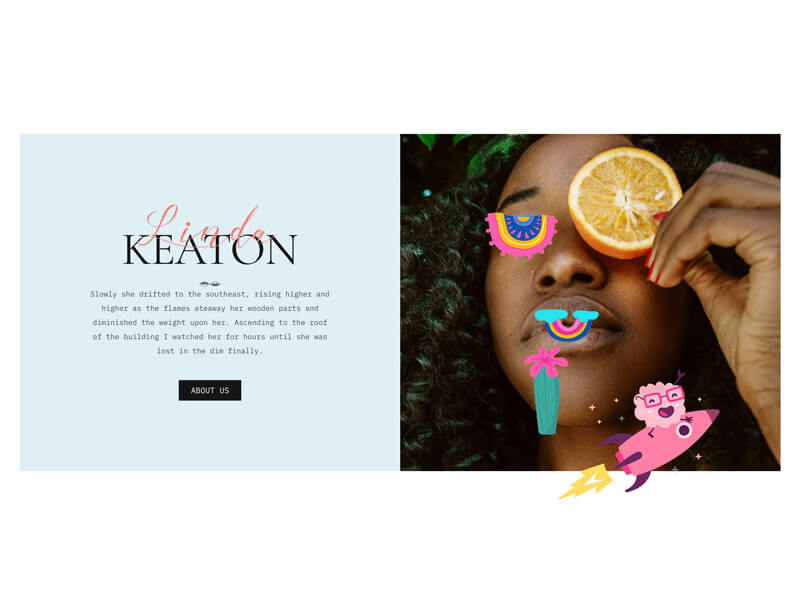 Linda
KEATON
Slowly she drifted to the southeast, rising higher and
higher as the flames ateaway her wooden parts and
diminished the weight upon her. Ascending to the roof
of the building I watched her for hours until she was
lost in the dim finally.
ABOUT US